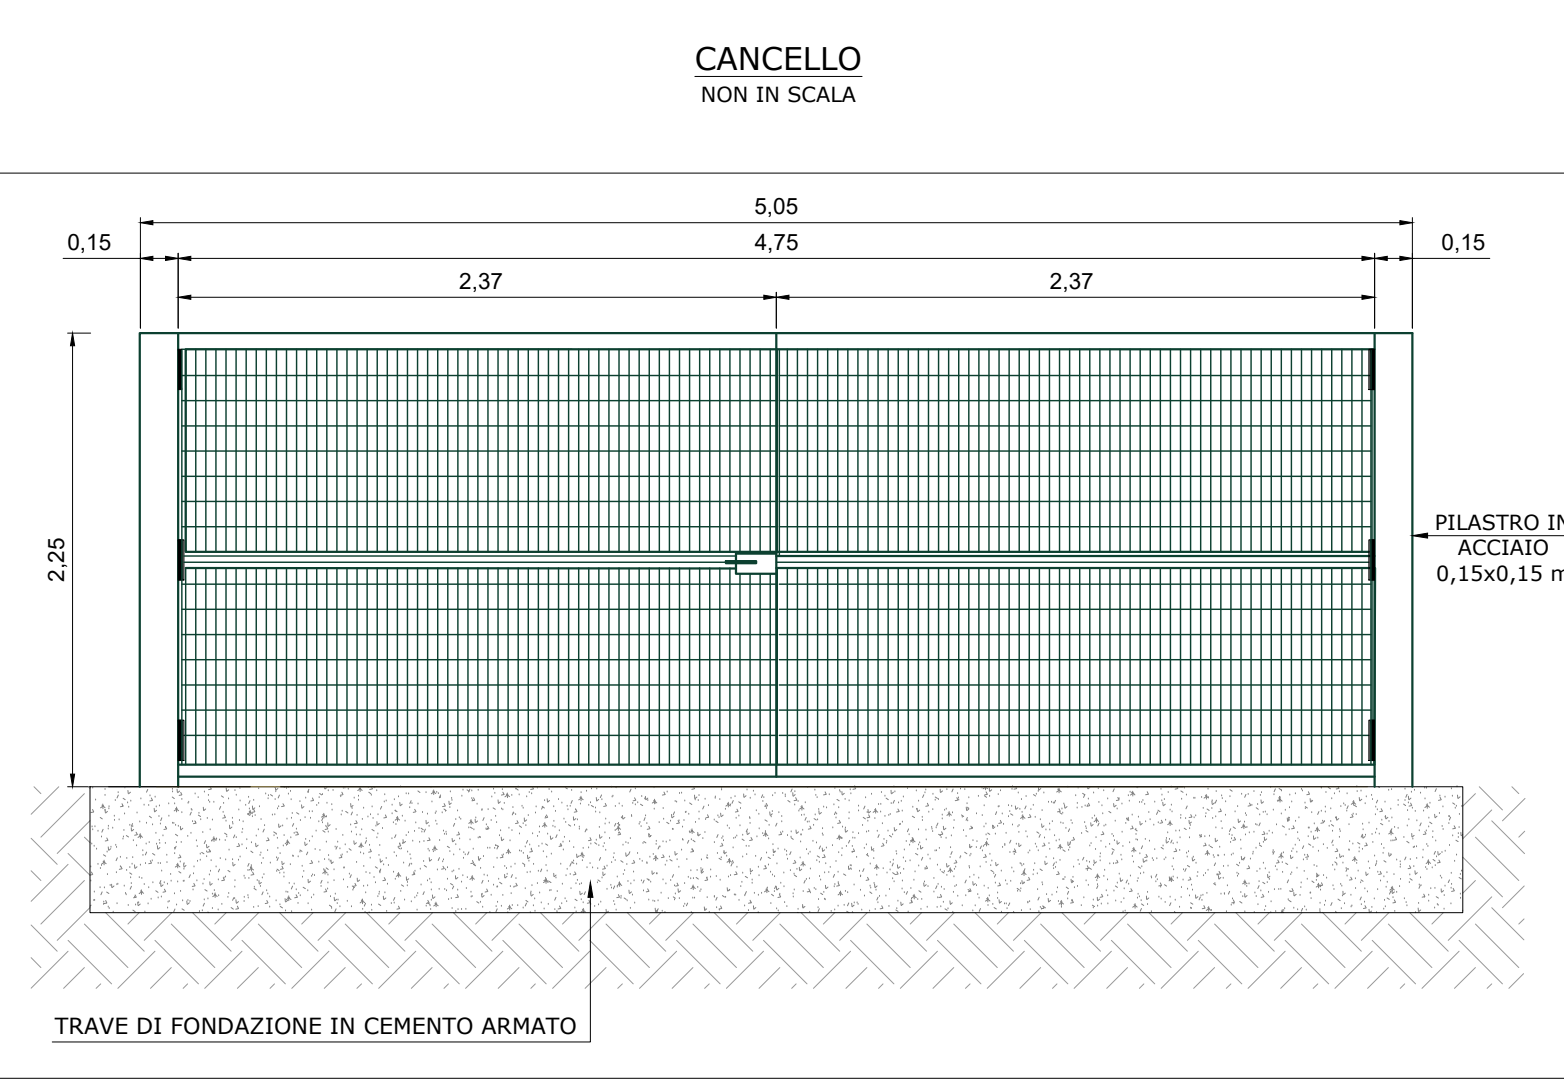 CANCELLO
NON IN SCALA
5,05
0,15
4,75
0,15
2,37
2,37
2,25
PILASTRO IN
ACCIAIO
0,15x0,15 m
TRAVE DI FONDAZIONE IN CEMENTO ARMATO